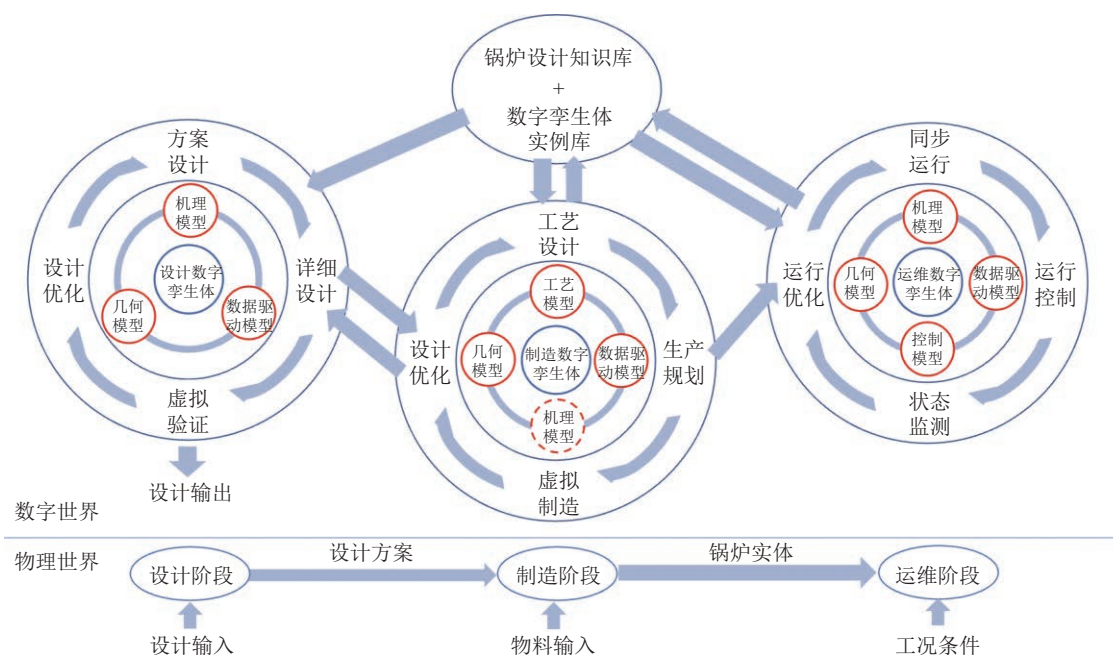 锅炉设计知识库
+
数字孪生体
实例库
方案
设计
机理
模型
设计
优化
设计数字
孪生体
详细
设计
几何
模型
数据驱
动模型
虚拟
验证
设计输出
工艺
设计
工艺
模型
设计
优化
几何
模型
制造数字
孪生体
数据驱
动模型
生产
规划
机理
模型
虚拟
制造
同步
运行
机理
模型
运行
优化
几何
模型
运维数字
孪生体
数据驱
动模型
运行
控制
控制
模型
状态
监测
数字世界
物理世界
设计阶段
设计方案
制造阶段
锅炉实体
运维阶段
设计输入
物料输入
工况条件